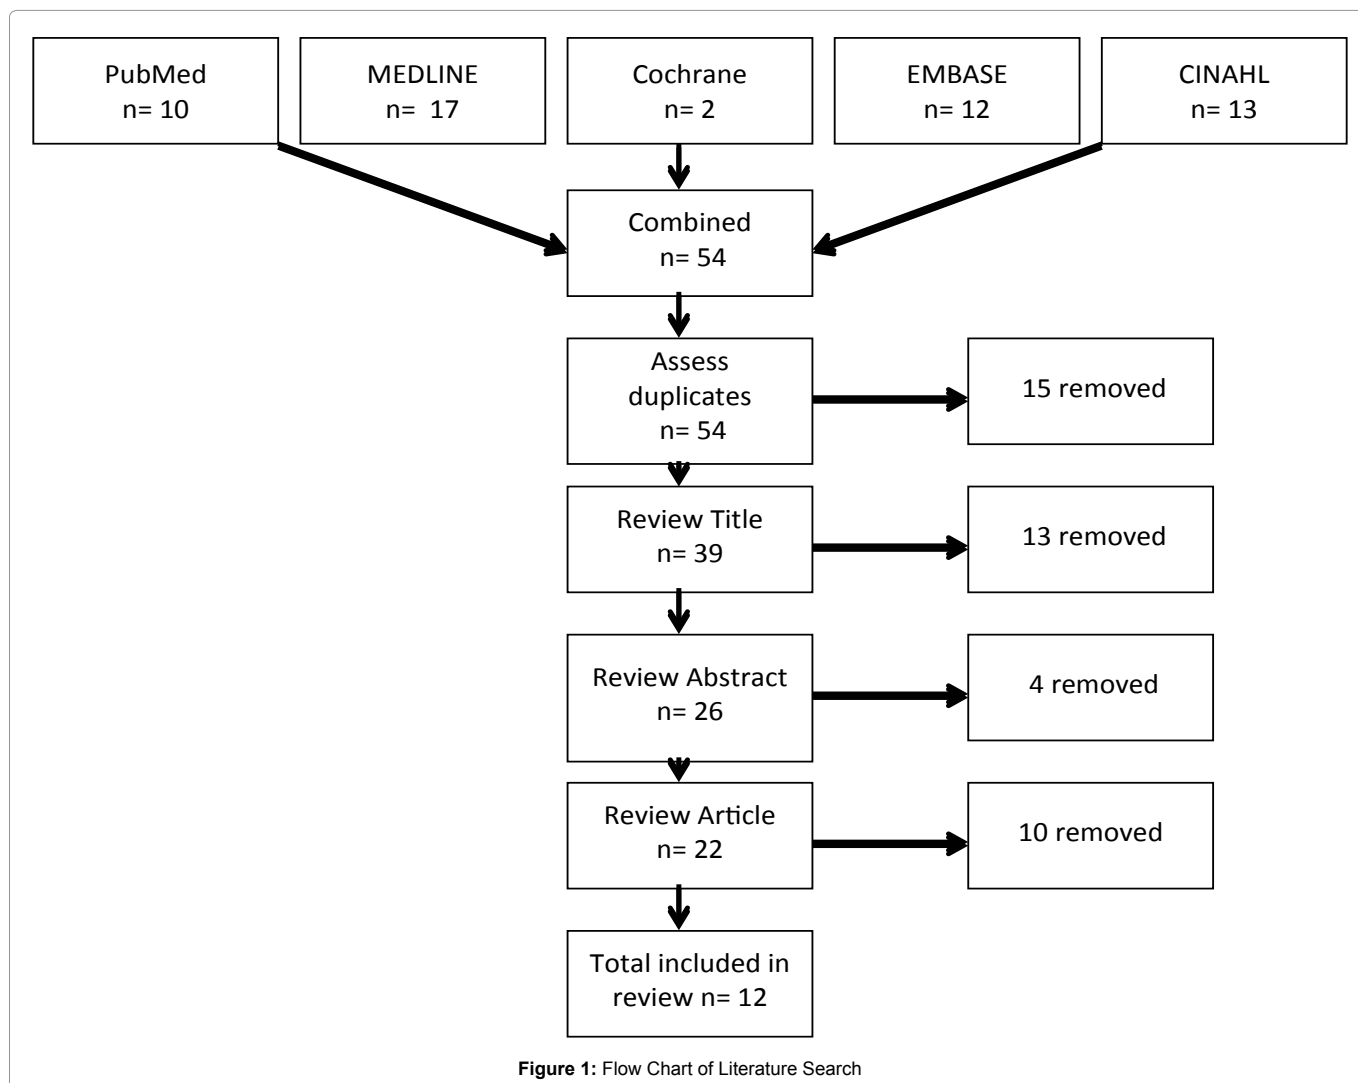 PubMed
n= 10
MEDLINE
n= 17
Cochrane
n= 2
EMBASE
n= 12
CINAHL
n= 13
Combined
n= 54
Assess
duplicates
n= 54
15 removed
Review Title
n= 39
13 removed
Review Abstract
n= 26
4 removed
Review Article
n= 22
10 removed
Total included in
review n= 12
Figure 1: Flow Chart of Literature Search